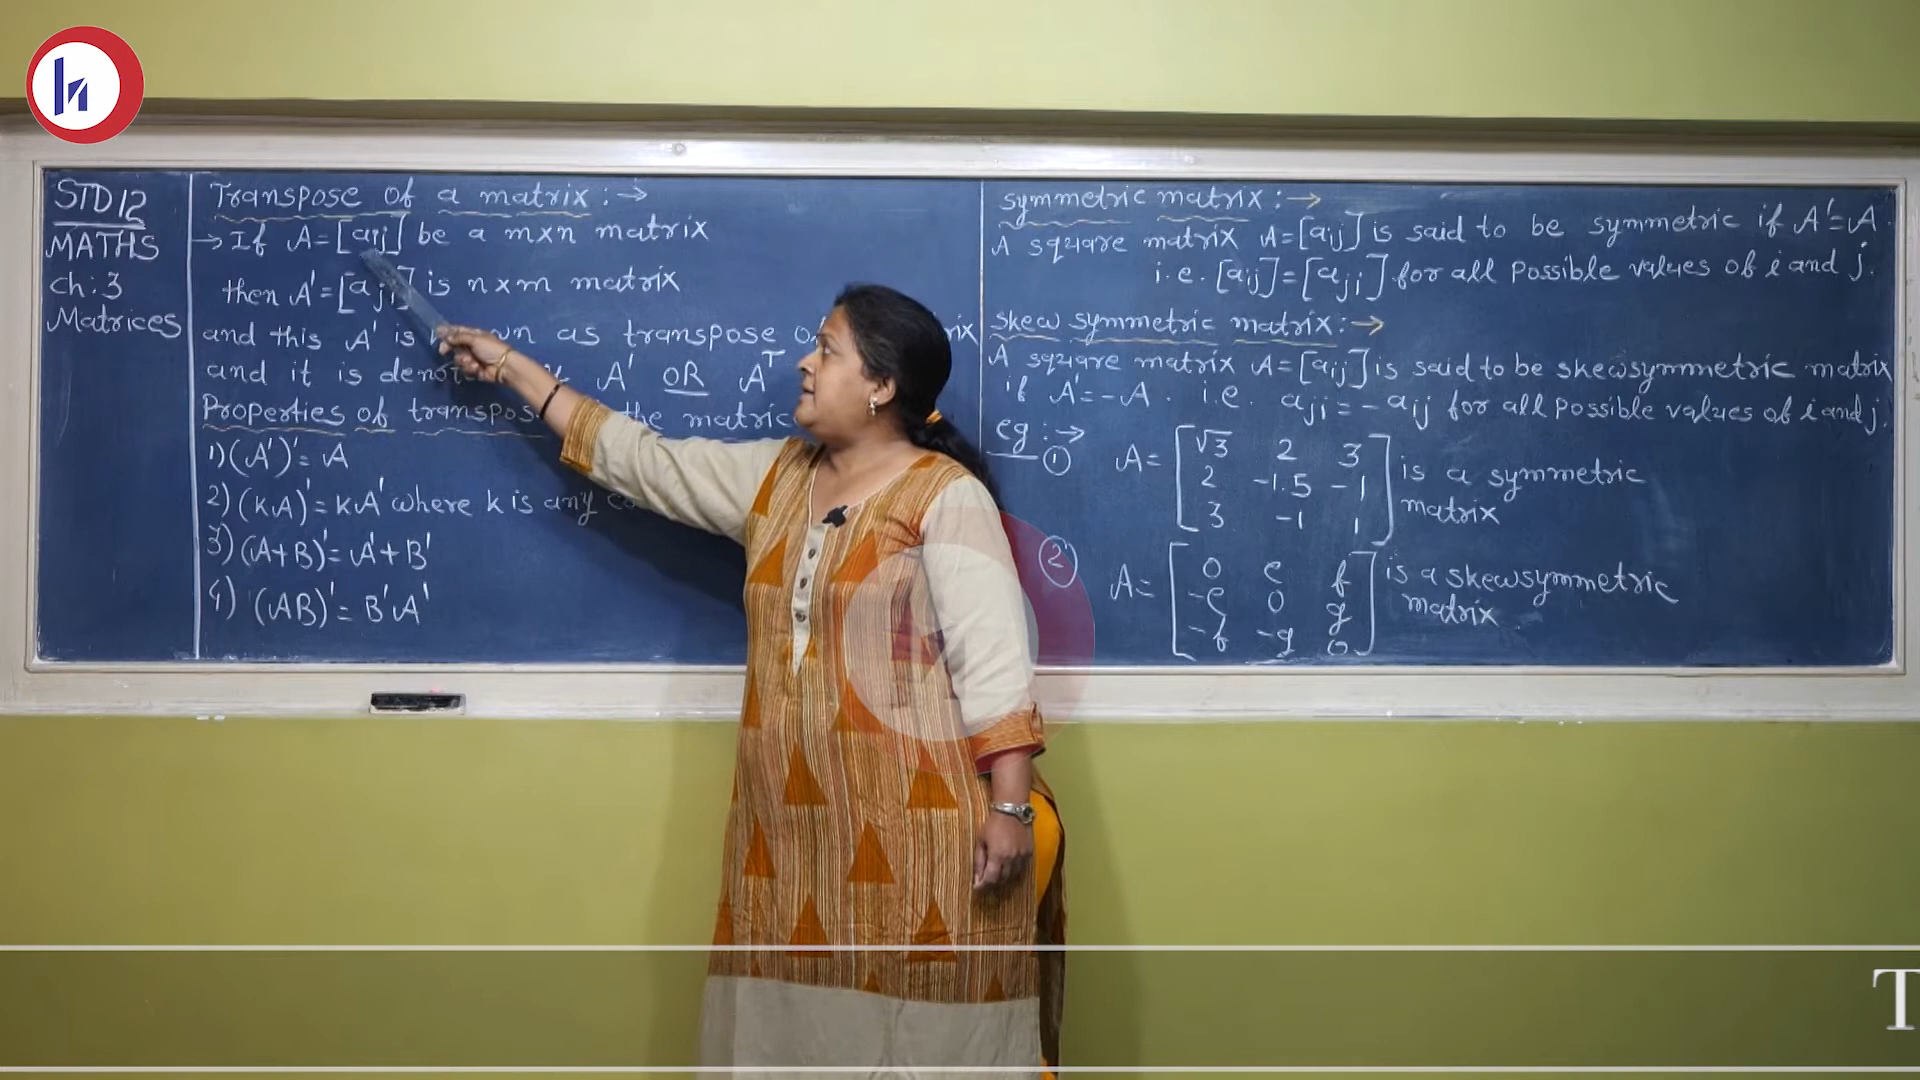 STD 12
MATHS
ch: 3
Matrices
Transpose of a matrix :→
→ If A = [aij] be a m×n matrix
then A' = [aji] is n×m matrix
and this A' is as transpose
and it is A' OR A^T
Properties of the
1) (A')' = A
2) (KA)' = KA' where k is any
3) (A+B)' = A' + B'
4) (AB)' = B'A'
symmetric matrix :→
A square matrix A = [aij] is said to be symmetric if A' = A.
i.e. [aij] = [aji] for all possible values of i and j.
skew symmetric matrix :→
A square matrix A = [aij] is said to be skewsymmetric matrix
if A' = -A. i.e. aji = -aij for all possible values of i and j.
eg :→
① A = [ √3 2 3
2 -1.5 -1
3 -1 1 ]
is a symmetric
matrix
② A = [ 0 e f
-e 0 g
-f -g 0 ]
is a skewsymmetric
matrix.
T